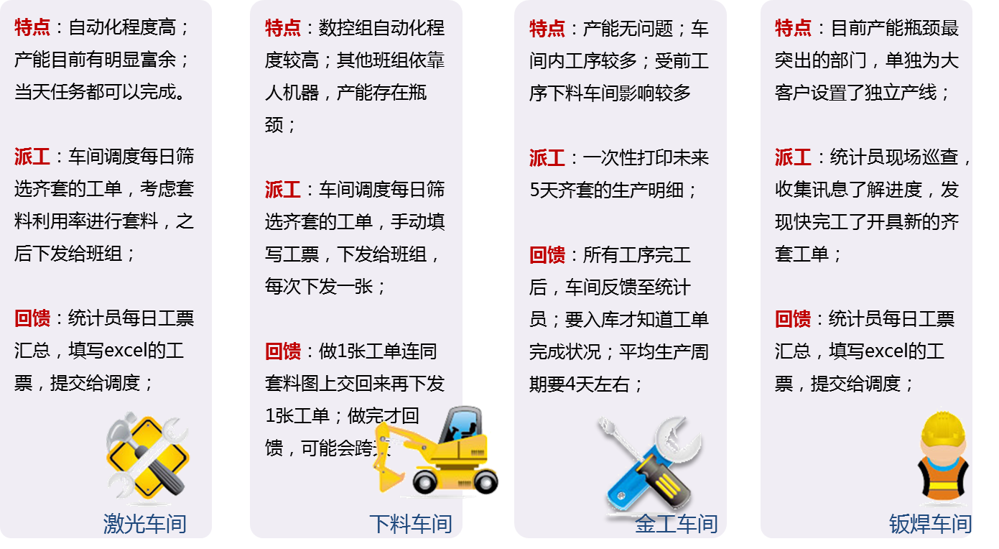 特点：自动化程度高；
产能目前有明显富余；
当天任务都可以完成。
派工：车间调度每日筛
选齐套的工单，考虑套
料利用率进行套料，之
后下发给班组；
回馈：统计员每日工票
汇总，填写excel的工
票，提交给调度；
激光车间
特点：数控组自动化程
度较高；其他班组依靠
人机器，产能存在瓶
颈；
派工：车间调度每日筛
选齐套的工单，手动填
写工票，下发给班组，
每次下发一张；
回馈：做1张工单连同
套料图上交回来再下发
1张工单；做完才回
馈，可能会跨天
下料车间
特点：产能无问题；车
间内工序较多；受前工
序下料车间影响较多
派工：一次性打印未来
5天齐套的生产明细；
回馈：所有工序完工
后，车间反馈至统计
员；要入库才知道工单
完成状况；平均生产周
期要4天左右；
金工车间
特点：目前产能瓶颈最
突出的部门，单独为大
客户设置了独立产线；
派工：统计员现场巡查，
收集讯息了解进度，发
现快完工了开具新的齐
套工单；
回馈：统计员每日工票
汇总，填写excel的工
票，提交给调度；
钣焊车间